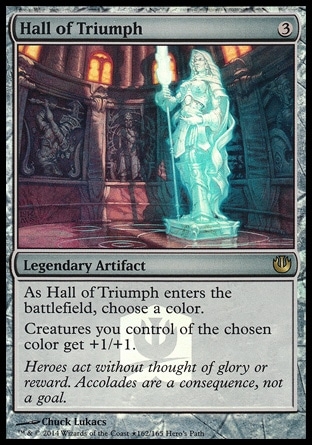 Hall of Triumph 3
Legendary Artifact
As Hall of Triumph enters the
battlefield, choose a color.
Creatures you control of the chosen
color get +1/+1.
Heroes act without thought of glory or
reward. Accolades are a consequence, not
a goal.
Chuck Lukacs
™ & © 2014 Wizards of the Coast ★162/165 Hero's Path